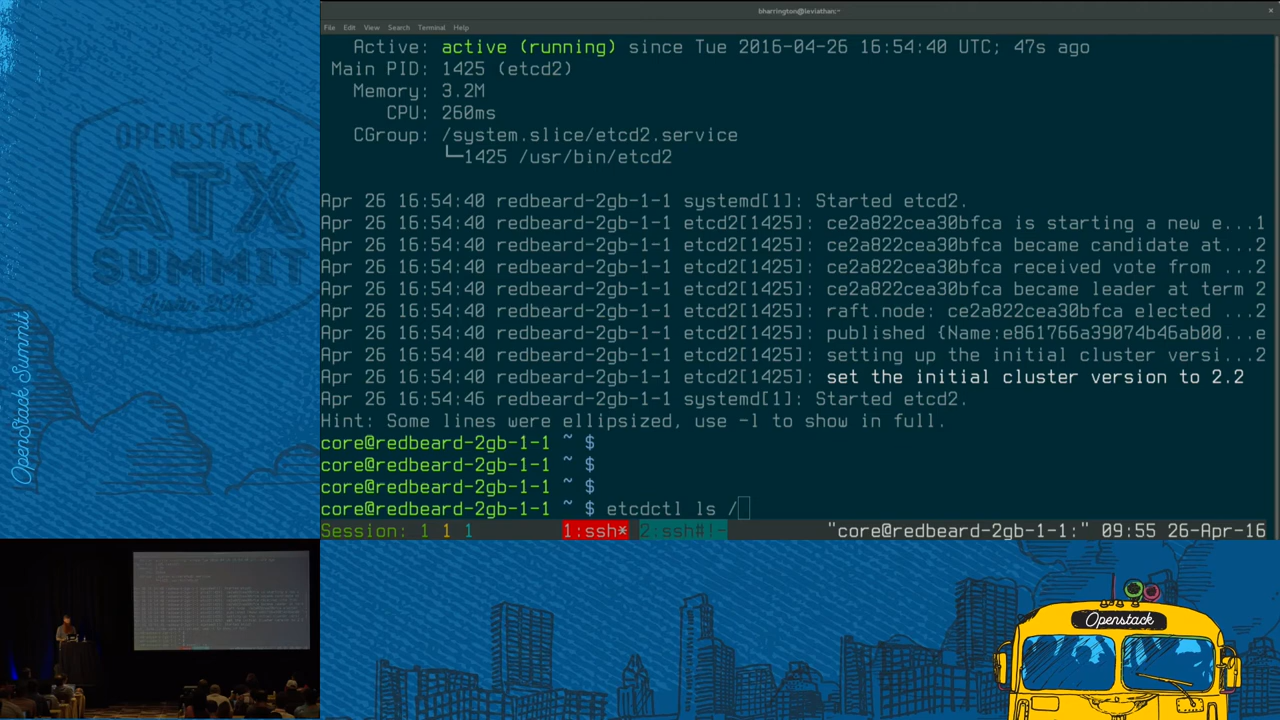 bharrington@leviathan:~
×
File Edit View Search Terminal Help
Active: active (running) since Tue 2016-04-26 16:54:40 UTC; 47s ago
Main PID: 1425 (etcd2)
Memory: 3.2M
CPU: 260ms
CGroup: /system.slice/etcd2.service
└─1425 /usr/bin/etcd2
Apr 26 16:54:40 redbeard-2gb-1-1 systemd[1]: Started etcd2.
Apr 26 16:54:40 redbeard-2gb-1-1 etcd2[1425]: ce2a822cea30bfca is starting a new e...1
Apr 26 16:54:40 redbeard-2gb-1-1 etcd2[1425]: ce2a822cea30bfca became candidate at...2
Apr 26 16:54:40 redbeard-2gb-1-1 etcd2[1425]: ce2a822cea30bfca received vote from ...2
Apr 26 16:54:40 redbeard-2gb-1-1 etcd2[1425]: ce2a822cea30bfca became leader at term 2
Apr 26 16:54:40 redbeard-2gb-1-1 etcd2[1425]: raft.node: ce2a822cea30bfca elected ...2
Apr 26 16:54:40 redbeard-2gb-1-1 etcd2[1425]: published {Name:e861766a39074b46ab00...e
Apr 26 16:54:40 redbeard-2gb-1-1 etcd2[1425]: setting up the initial cluster versi...2
Apr 26 16:54:40 redbeard-2gb-1-1 etcd2[1425]: set the initial cluster version to 2.2
Apr 26 16:54:46 redbeard-2gb-1-1 systemd[1]: Started etcd2.
Hint: Some lines were ellipsized, use -l to show in full.
core@redbeard-2gb-1-1 ~ $
core@redbeard-2gb-1-1 ~ $
core@redbeard-2gb-1-1 ~ $
core@redbeard-2gb-1-1 ~ $ etcdctl ls /
Session: 1 1 1 1:ssh* 2:ssh#!- "core@redbeard-2gb-1-1:" 09:55 26-Apr-16
OPENSTACK
ATX
SUMMIT
Austin 2016
OpenStack Summit
Openstack